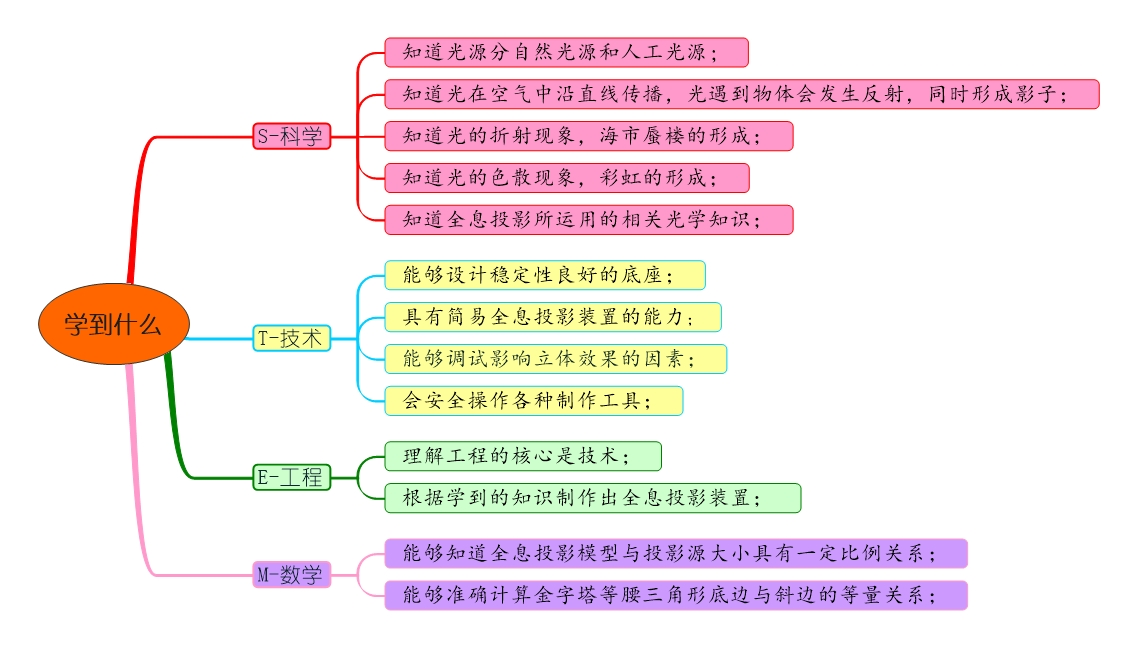 学到什么
S-科学
知道光源分自然光源和人工光源；
知道光在空气中沿直线传播，光遇到物体会发生反射，同时形成影子；
知道光的折射现象，海市蜃楼的形成；
知道光的色散现象，彩虹的形成；
知道全息投影所运用的相关光学知识；
T-技术
能够设计稳定性良好的底座；
具有简易全息投影装置的能力；
能够调试影响立体效果的因素；
会安全操作各种制作工具；
E-工程
理解工程的核心是技术；
根据学到的知识制作出全息投影装置；
M-数学
能够知道全息投影模型与投影源大小具有一定比例关系；
能够准确计算金字塔等腰三角形底边与斜边的等量关系；